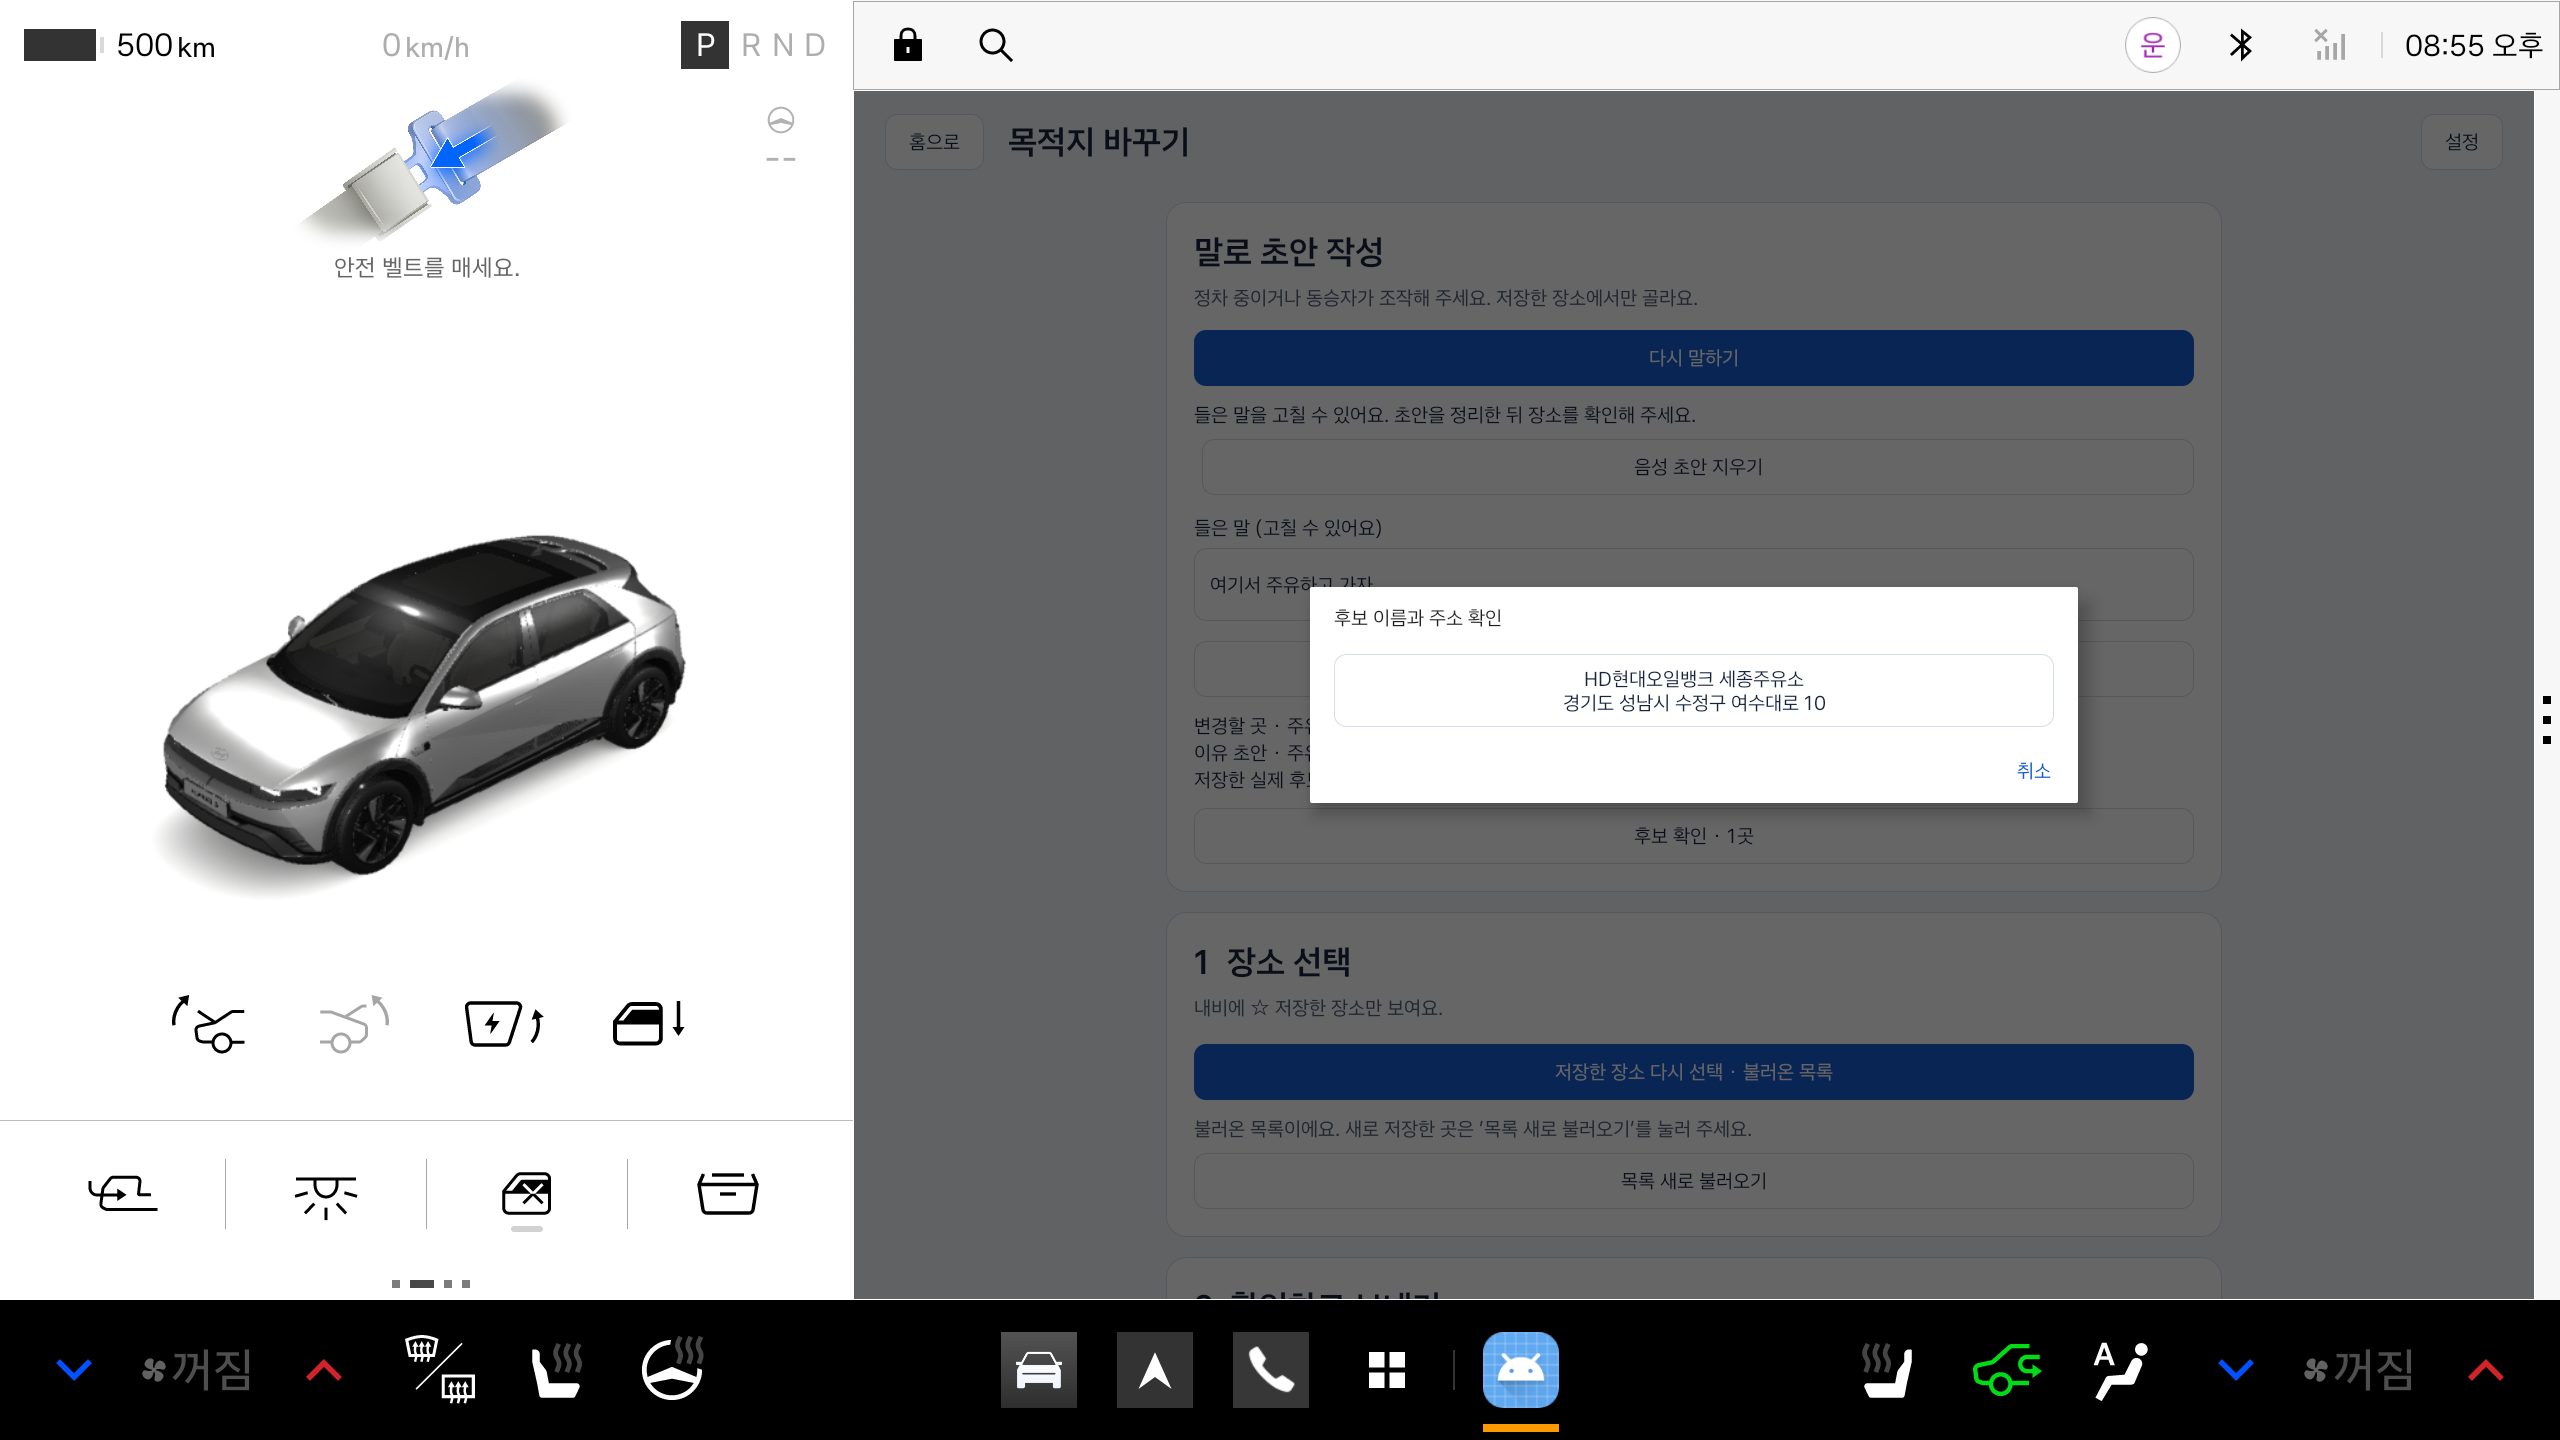 500 km
0 km/h
P R N D
안전 벨트를 매세요.
운
08:55 오후
홈으로
목적지 바꾸기
설정
말로 초안 작성
정차 중이거나 동승자가 조작해 주세요. 저장한 장소에서만 골라요.
다시 말하기
들은 말을 고칠 수 있어요. 초안을 정리한 뒤 장소를 확인해 주세요.
음성 초안 지우기
들은 말 (고칠 수 있어요)
여기서 주유하고 가자
후보 이름과 주소 확인
HD현대오일뱅크 세종주유소
경기도 성남시 수정구 여수대로 10
취소
변경할 곳 ·
이유 초안 ·
저장한 실제
후보 확인 · 1곳
1 장소 선택
내비에 ☆ 저장한 장소만 보여요.
저장한 장소 다시 선택 · 불러온 목록
불러온 목록이에요. 새로 저장한 곳은 ‘목록 새로 불러오기’를 눌러 주세요.
목록 새로 불러오기
꺼짐
A
꺼짐